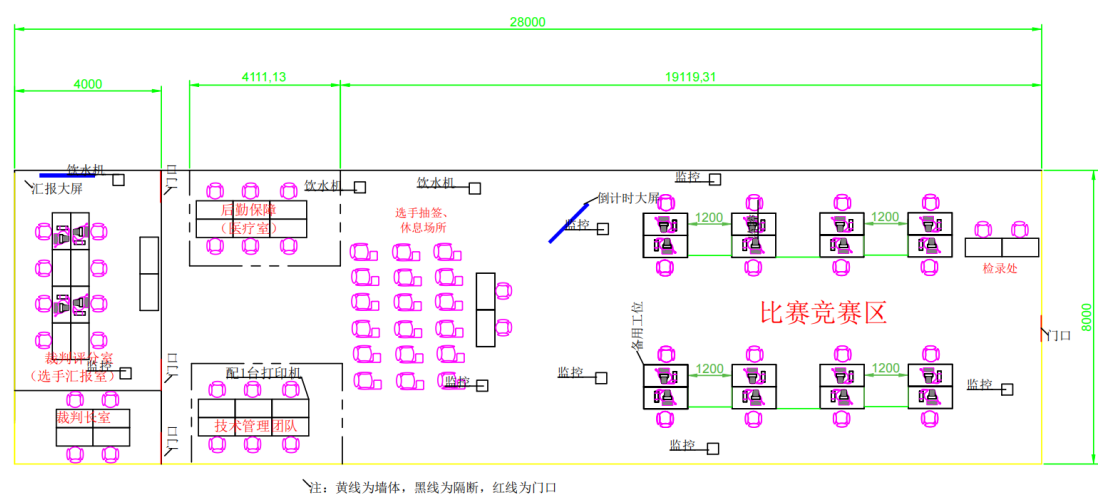 28000
4000
4111,13
19119,31
饮水机
门口
汇报大屏
饮水机
饮水机
监控
倒计时大屏
监控
后勤保障
（医疗室）
选手抽签、
休息场所
1200
1200
检录处
比赛竞赛区
8000
备用工位
门口
裁判评分室
（选手汇报室）
监控
门口
配1台打印机
监控
监控
1200
1200
监控
裁判长室
技术管理团队
门口
监控
注：黄线为墙体，黑线为隔断，红线为门口